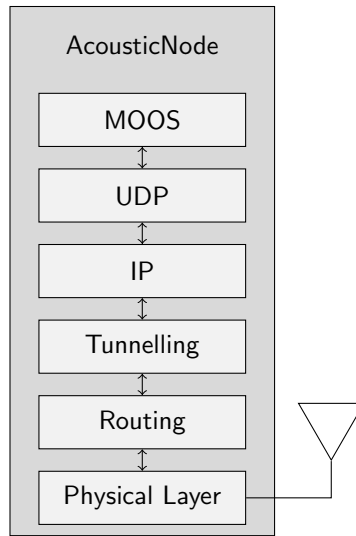 AcousticNode
MOOS
UDP
IP
Tunnelling
Routing
Physical Layer